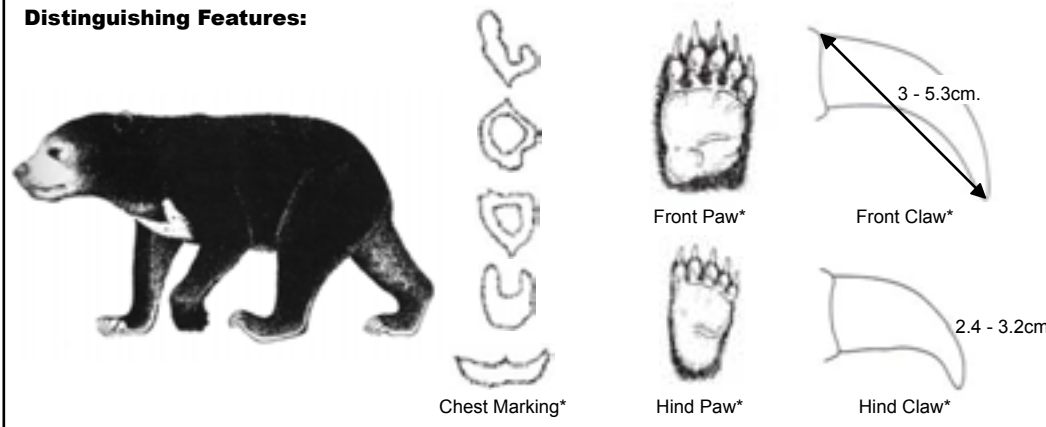 Distinguishing Features:
3 - 5.3cm.
Front Paw*
Front Claw*
2.4 - 3.2cm
Chest Marking*
Hind Paw*
Hind Claw*